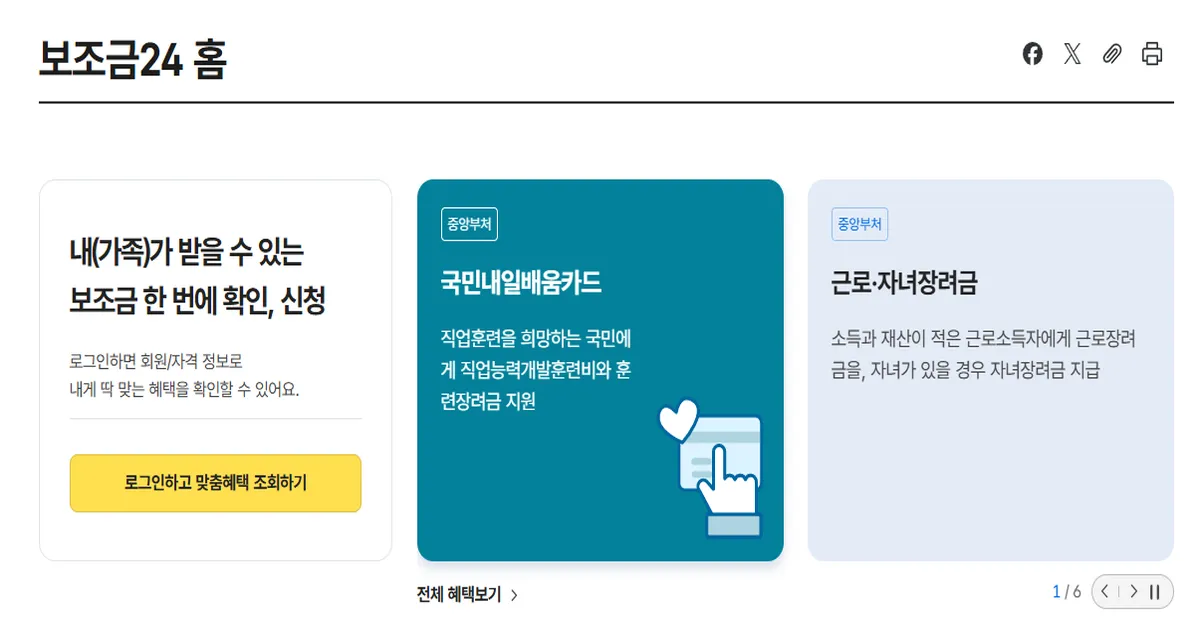 보조금24 홈
내(가족)가 받을 수 있는
보조금 한 번에 확인, 신청
로그인하면 회원/자격 정보로
내게 딱 맞는 혜택을 확인할 수 있어요.
로그인하고 맞춤혜택 조회하기
중앙부처
국민내일배움카드
직업훈련을 희망하는 국민에
게 직업능력개발훈련비와 훈
련장려금 지원
중앙부처
근로·자녀장려금
소득과 재산이 적은 근로소득자에게 근로장려
금을, 자녀가 있을 경우 자녀장려금 지급
전체 혜택보기
1 / 6